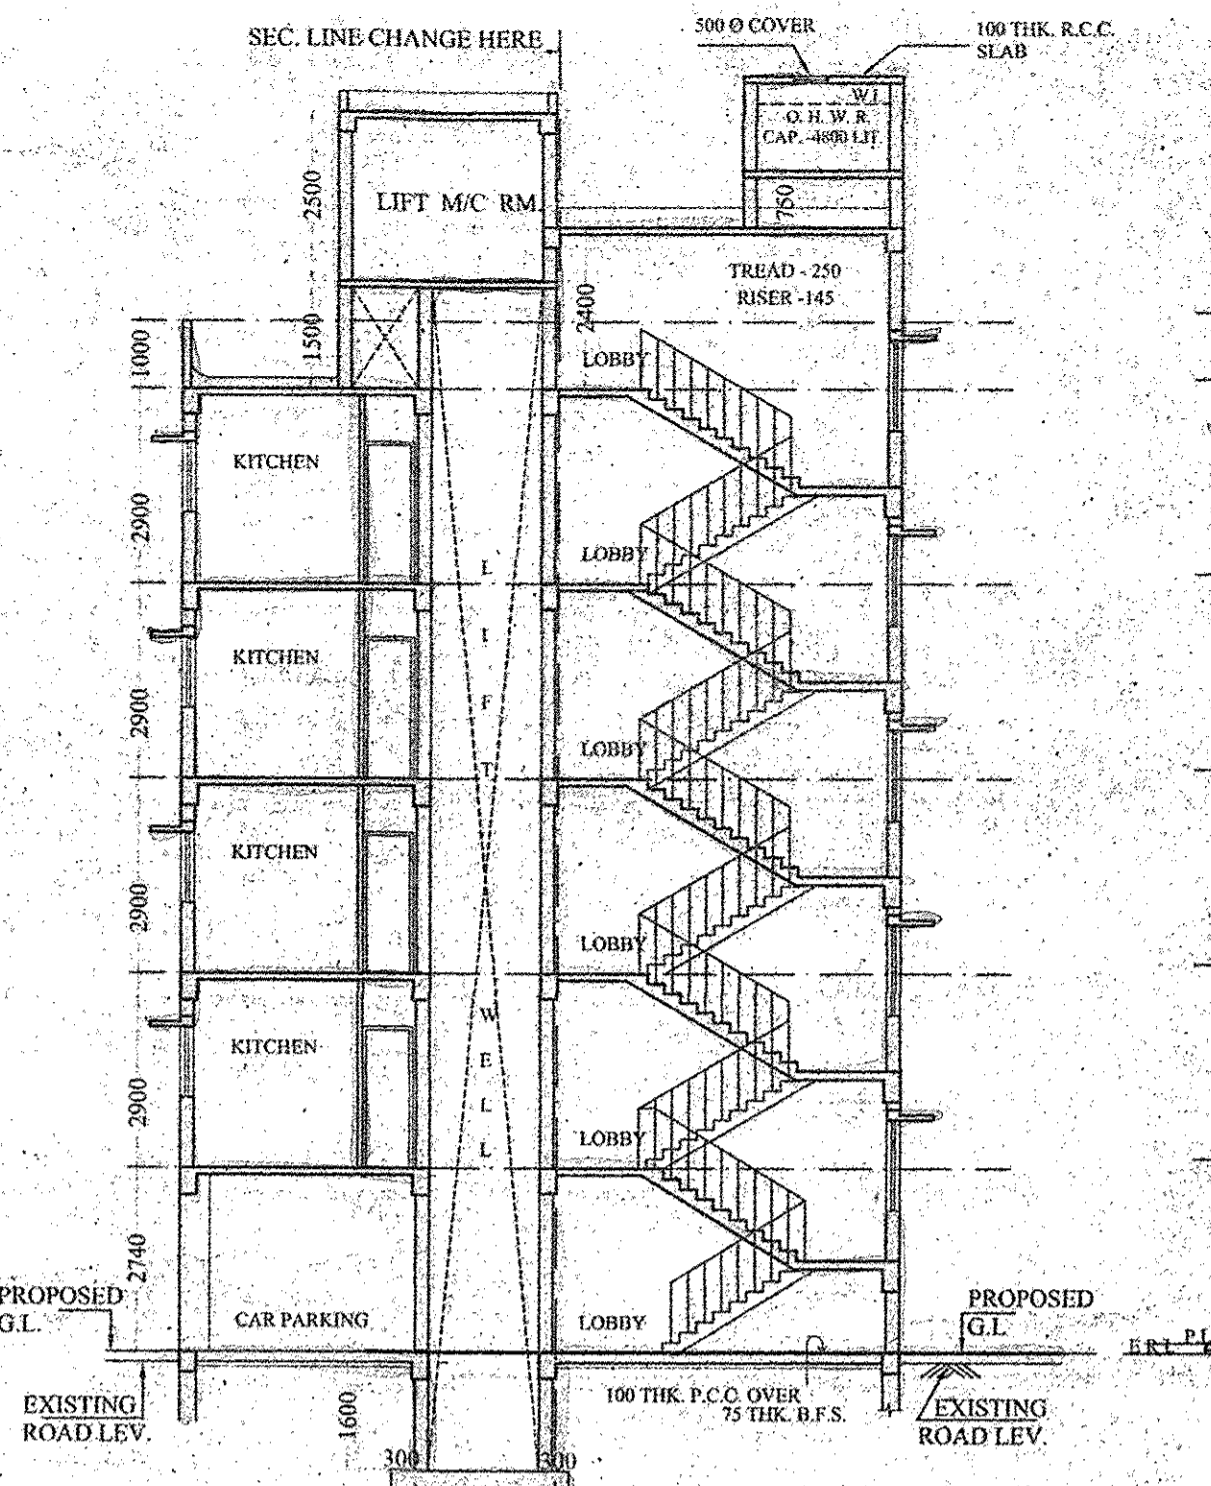 SEC. LINE CHANGE HERE
500 Ø COVER
100 THK. R.C.C.
SLAB
O. H. W. R.
CAP. -4800 LIT.
2500
LIFT M/C RM.
750
TREAD - 250
RISER -145
2400
1500
1000
LOBBY
KITCHEN
2900
LOBBY
KITCHEN
2900
LOBBY
KITCHEN
2900
LOBBY
KITCHEN
2900
LOBBY
L
I
F
T
W
E
L
L
2740
CAR PARKING
LOBBY
PROPOSED
G.L.
PROPOSED
G.L
EXISTING
ROAD LEV.
1600
100 THK. P.C.C. OVER
75 THK. B.F.S.
EXISTING
ROAD LEV.
300
300